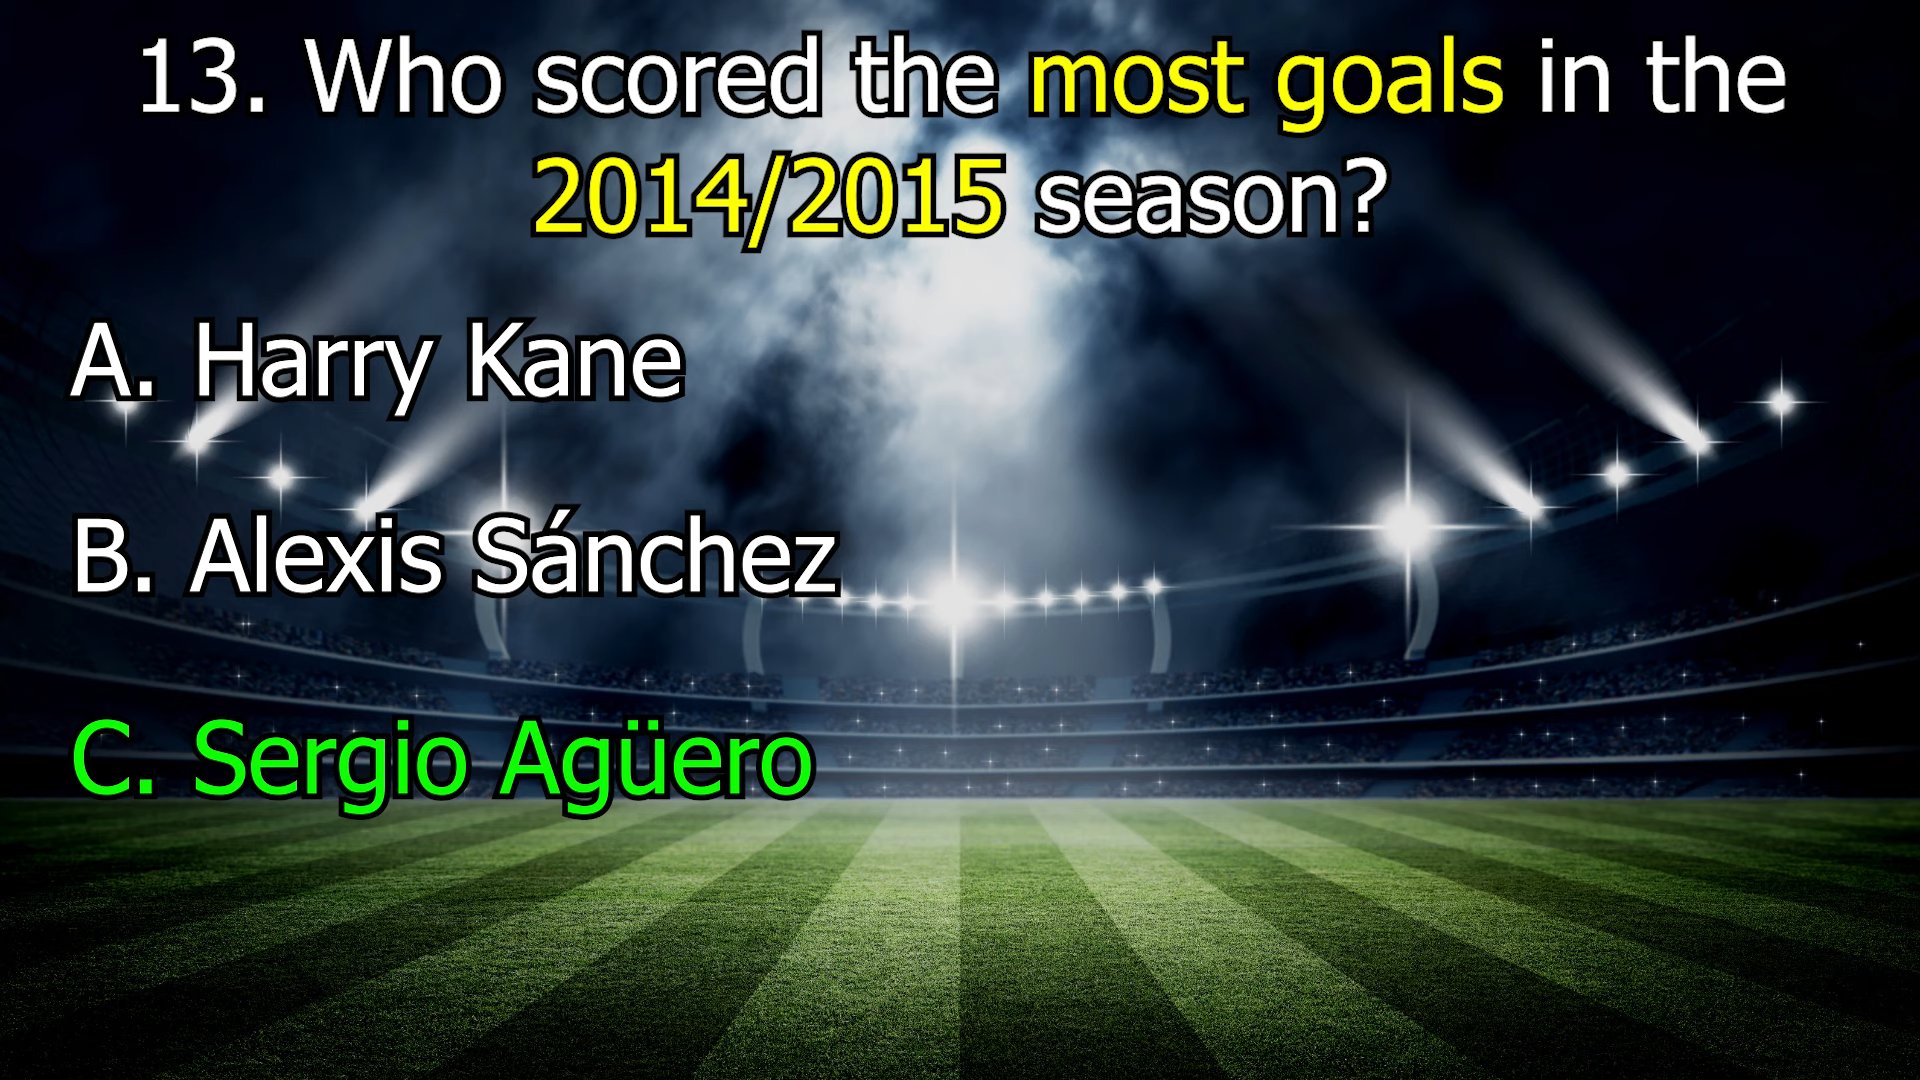 13. Who scored the most goals in the
2014/2015 season?
A. Harry Kane
B. Alexis Sánchez
C. Sergio Agüero